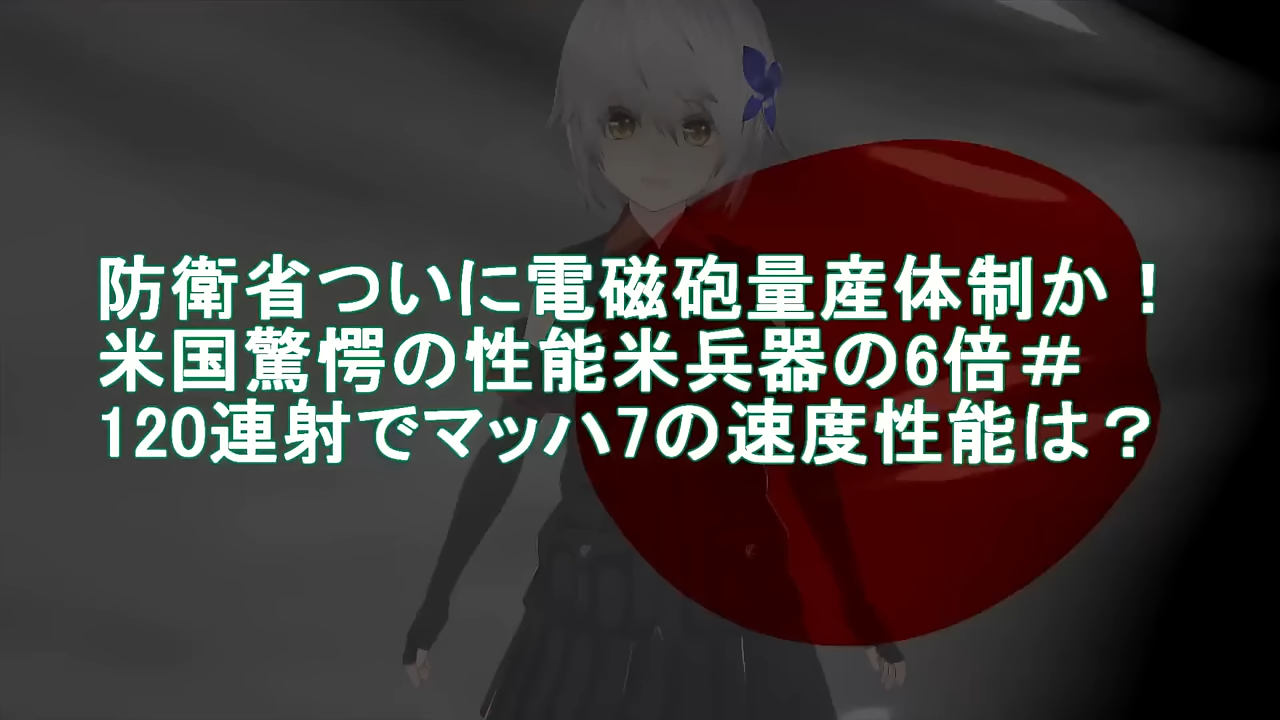 防衛省ついに電磁砲量産体制か！
米国驚愕の性能米兵器の6倍＃
120連射でマッハ7の速度性能は？